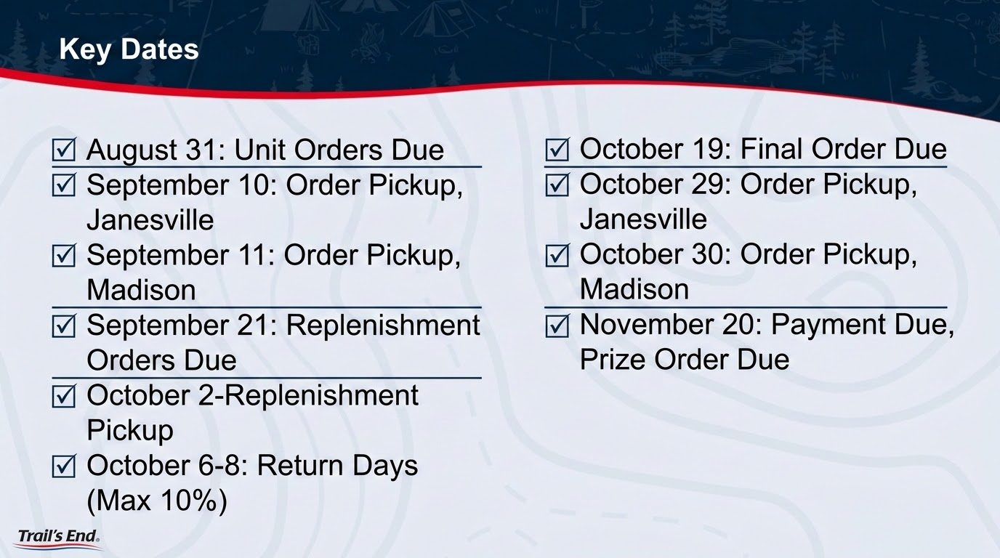 Key Dates
August 31: Unit Orders Due
September 10: Order Pickup,
Janesville
September 11: Order Pickup,
Madison
September 21: Replenishment
Orders Due
October 2-Replenishment
Pickup
October 6-8: Return Days
(Max 10%)
October 19: Final Order Due
October 29: Order Pickup,
Janesville
October 30: Order Pickup,
Madison
November 20: Payment Due,
Prize Order Due
Trail's End®